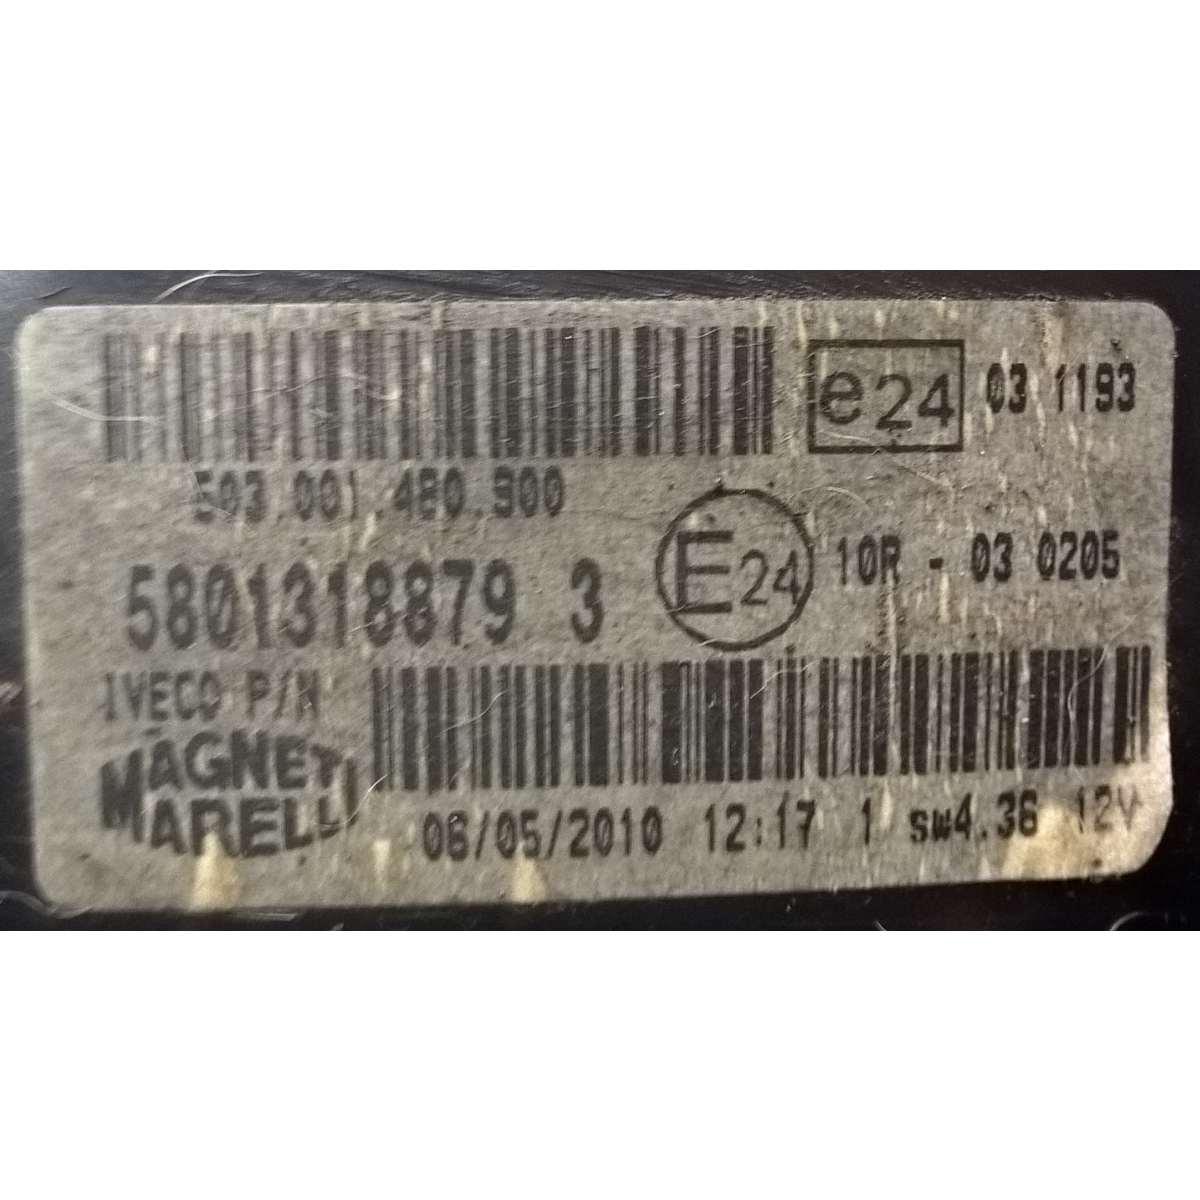 e24 03 1193
503.001.480.900
5801318879 3
E24 10R - 03 0205
IVECO P/N
MAGNETI
MARELLI
06/05/2010 12:17 1 sw4.36 12V